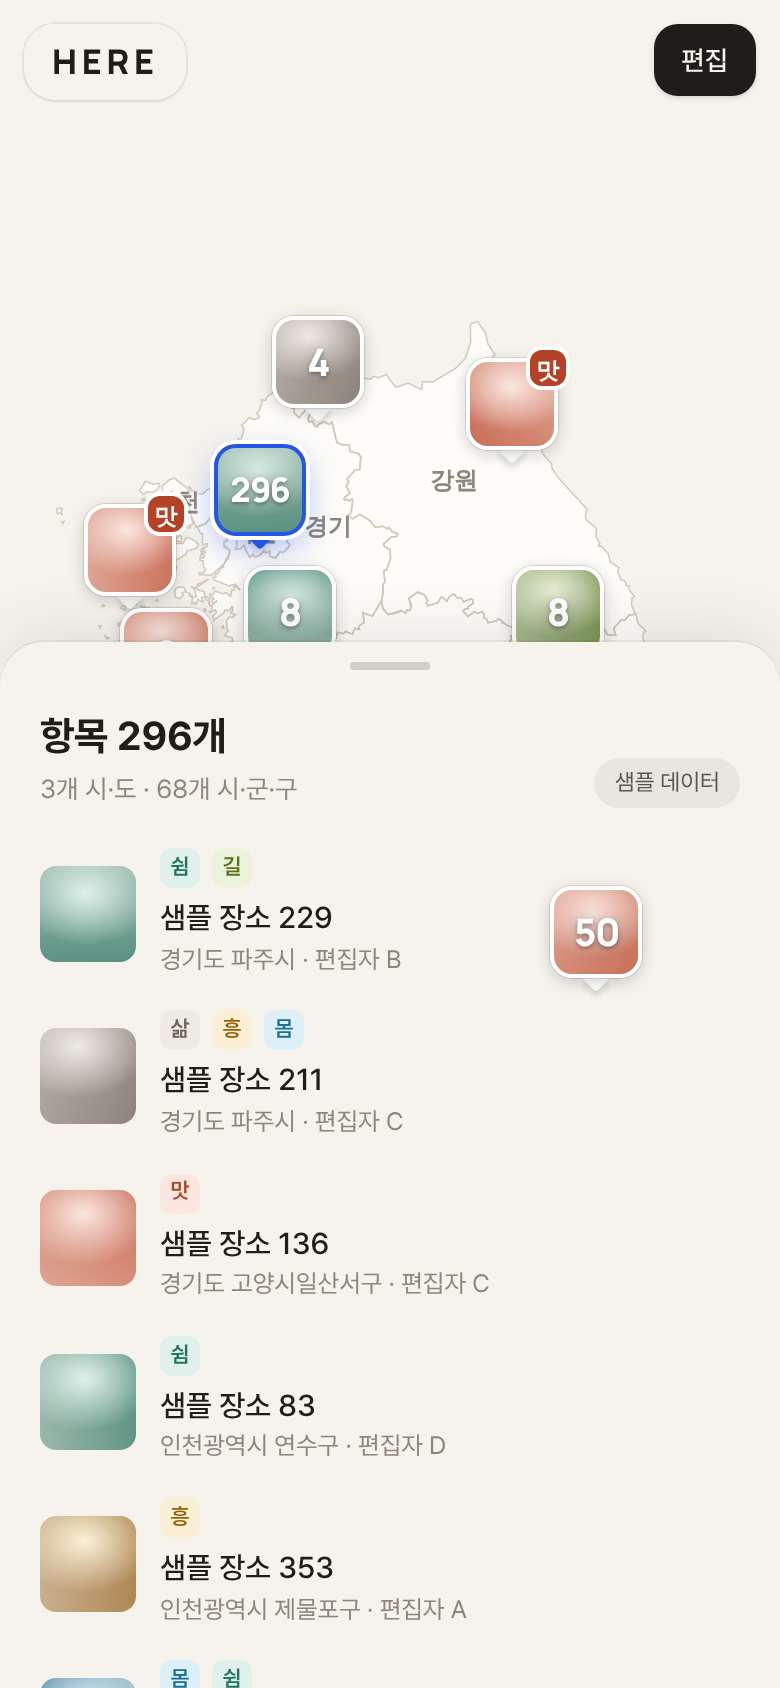 HERE
편집
4
맛
강원
296
천
경기
맛
8
8
항목 296개
3개 시·도 · 68개 시·군·구
샘플 데이터
쉼 길
샘플 장소 229
경기도 파주시 · 편집자 B
50
삶 흥 몸
샘플 장소 211
경기도 파주시 · 편집자 C
맛
샘플 장소 136
경기도 고양시일산서구 · 편집자 C
쉼
샘플 장소 83
인천광역시 연수구 · 편집자 D
흥
샘플 장소 353
인천광역시 제물포구 · 편집자 A
몸 쉼